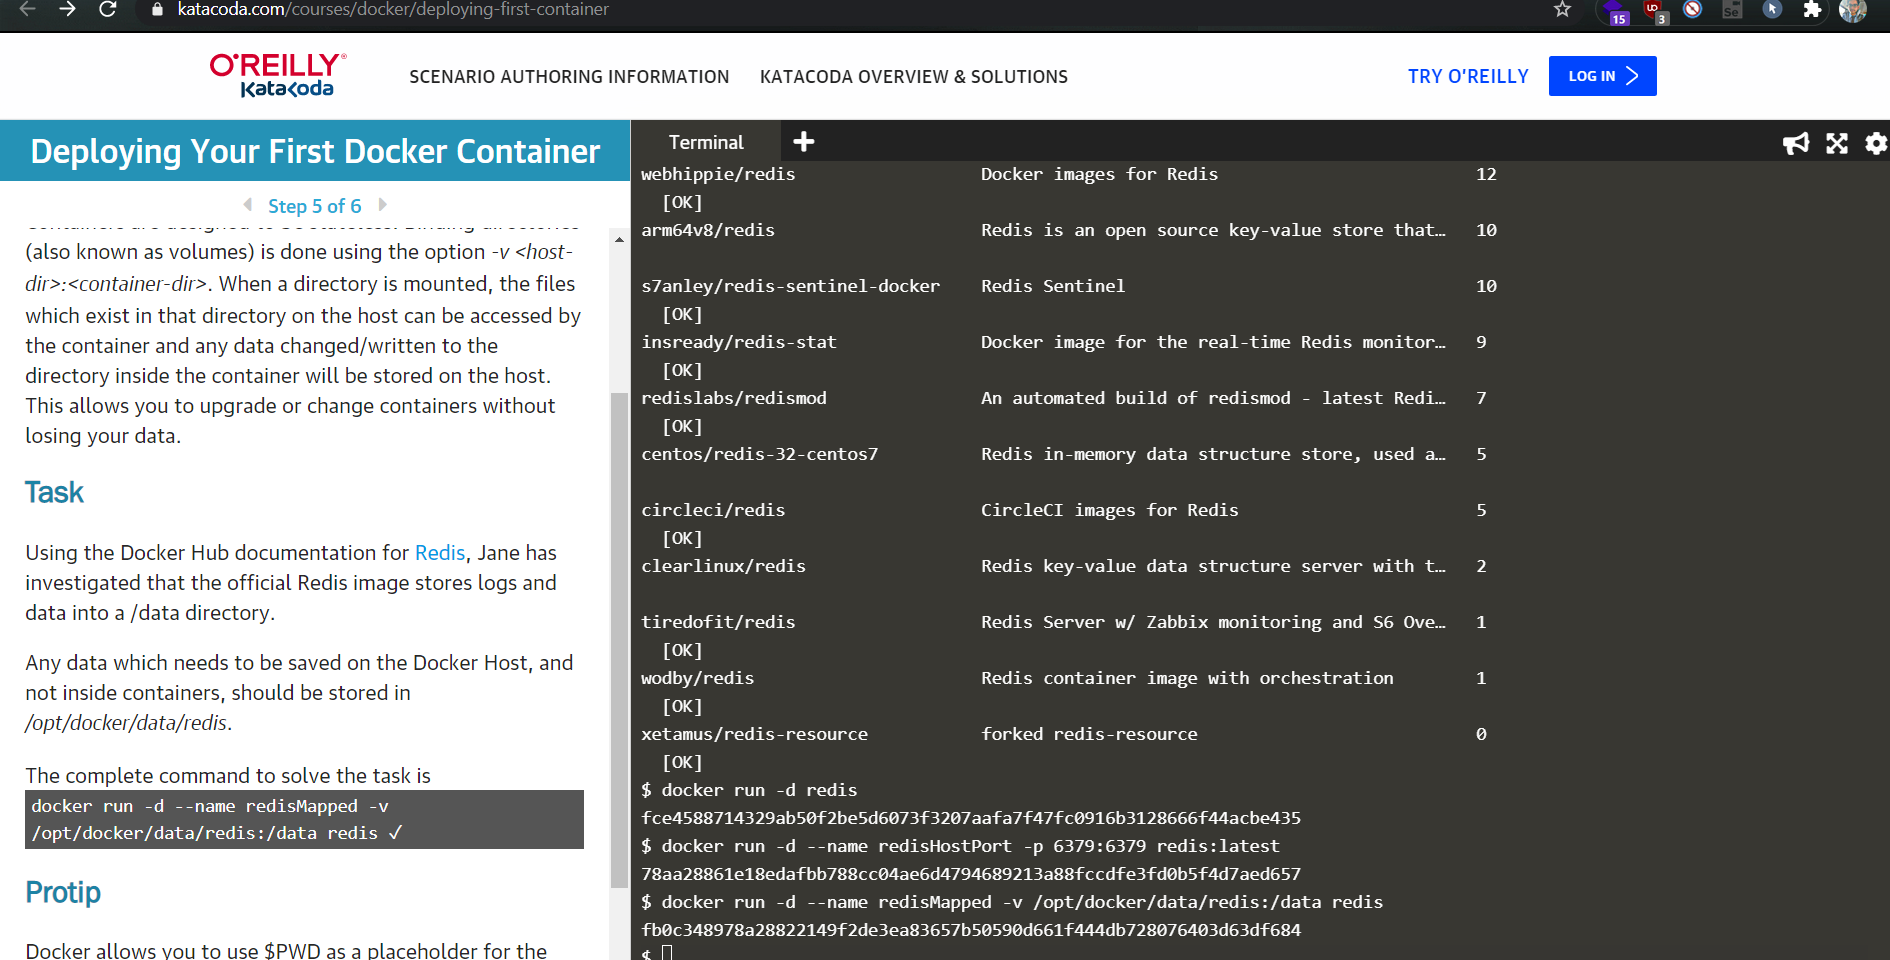 katacoda.com/courses/docker/deploying-first-container
15
3
Se
O'REILLY®
Katacoda
SCENARIO AUTHORING INFORMATION
KATACODA OVERVIEW & SOLUTIONS
TRY O'REILLY
LOG IN
Deploying Your First Docker Container
Step 5 of 6
Containers are designed to be stateless. Binding directories
(also known as volumes) is done using the option -v <host-
dir>:<container-dir>. When a directory is mounted, the files
which exist in that directory on the host can be accessed by
the container and any data changed/written to the
directory inside the container will be stored on the host.
This allows you to upgrade or change containers without
losing your data.
Task
Using the Docker Hub documentation for Redis, Jane has
investigated that the official Redis image stores logs and
data into a /data directory.
Any data which needs to be saved on the Docker Host, and
not inside containers, should be stored in
/opt/docker/data/redis.
The complete command to solve the task is
docker run -d --name redisMapped -v
/opt/docker/data/redis:/data redis ✓
Protip
Docker allows you to use $PWD as a placeholder for the
Terminal
webhippie/redis Docker images for Redis 12
[OK]
arm64v8/redis Redis is an open source key-value store that… 10
s7anley/redis-sentinel-docker Redis Sentinel 10
[OK]
insready/redis-stat Docker image for the real-time Redis monitor… 9
[OK]
redislabs/redismod An automated build of redismod - latest Redi… 7
[OK]
centos/redis-32-centos7 Redis in-memory data structure store, used a… 5
circleci/redis CircleCI images for Redis 5
[OK]
clearlinux/redis Redis key-value data structure server with t… 2
tiredofit/redis Redis Server w/ Zabbix monitoring and S6 Ove… 1
[OK]
wodby/redis Redis container image with orchestration 1
[OK]
xetamus/redis-resource forked redis-resource 0
[OK]
$ docker run -d redis
fce4588714329ab50f2be5d6073f3207aafa7f47fc0916b3128666f44acbe435
$ docker run -d --name redisHostPort -p 6379:6379 redis:latest
78aa28861e18edafbb788cc04ae6d4794689213a88fccdfe3fd0b5f4d7aed657
$ docker run -d --name redisMapped -v /opt/docker/data/redis:/data redis
fb0c348978a28822149f2de3ea83657b50590d661f444db728076403d63df684
$